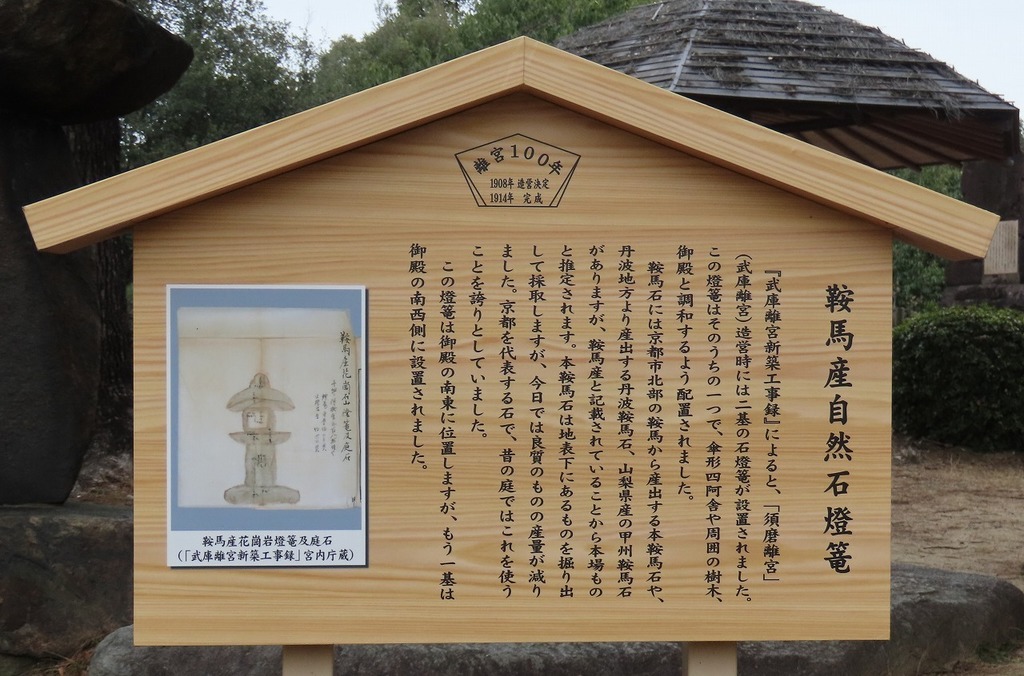 離宮100年
1908年 造営決定
1914年 完成
鞍馬産自然石燈篭
『武庫離宮新築工事録』によると、「須磨離宮」
(武庫離宮)造営時には二基の石燈篭が設置されました。
この燈篭はそのうちの一つで、傘形四阿舎や周囲の樹木、
御殿と調和するよう配置されました。
鞍馬石には京都市北部の鞍馬から産出する本鞍馬石や、
丹波地方より産出する丹波鞍馬石、山梨県産の甲州鞍馬石
がありますが、鞍馬産と記載されていることから本場もの
と推定されます。本鞍馬石は地表下にあるものを掘り出
して採取しますが、今日では良質のものの産量が減り
ました。京都を代表する石で、昔の庭ではこれを使う
ことを誇りとしていました。
この燈篭は御殿の南東に位置しますが、もう一基は
御殿の南西側に設置されました。
鞍馬産花崗岩燈篭及庭石
鞍馬産花崗岩燈篭及庭石
(「武庫離宮新築工事録」宮内庁蔵)